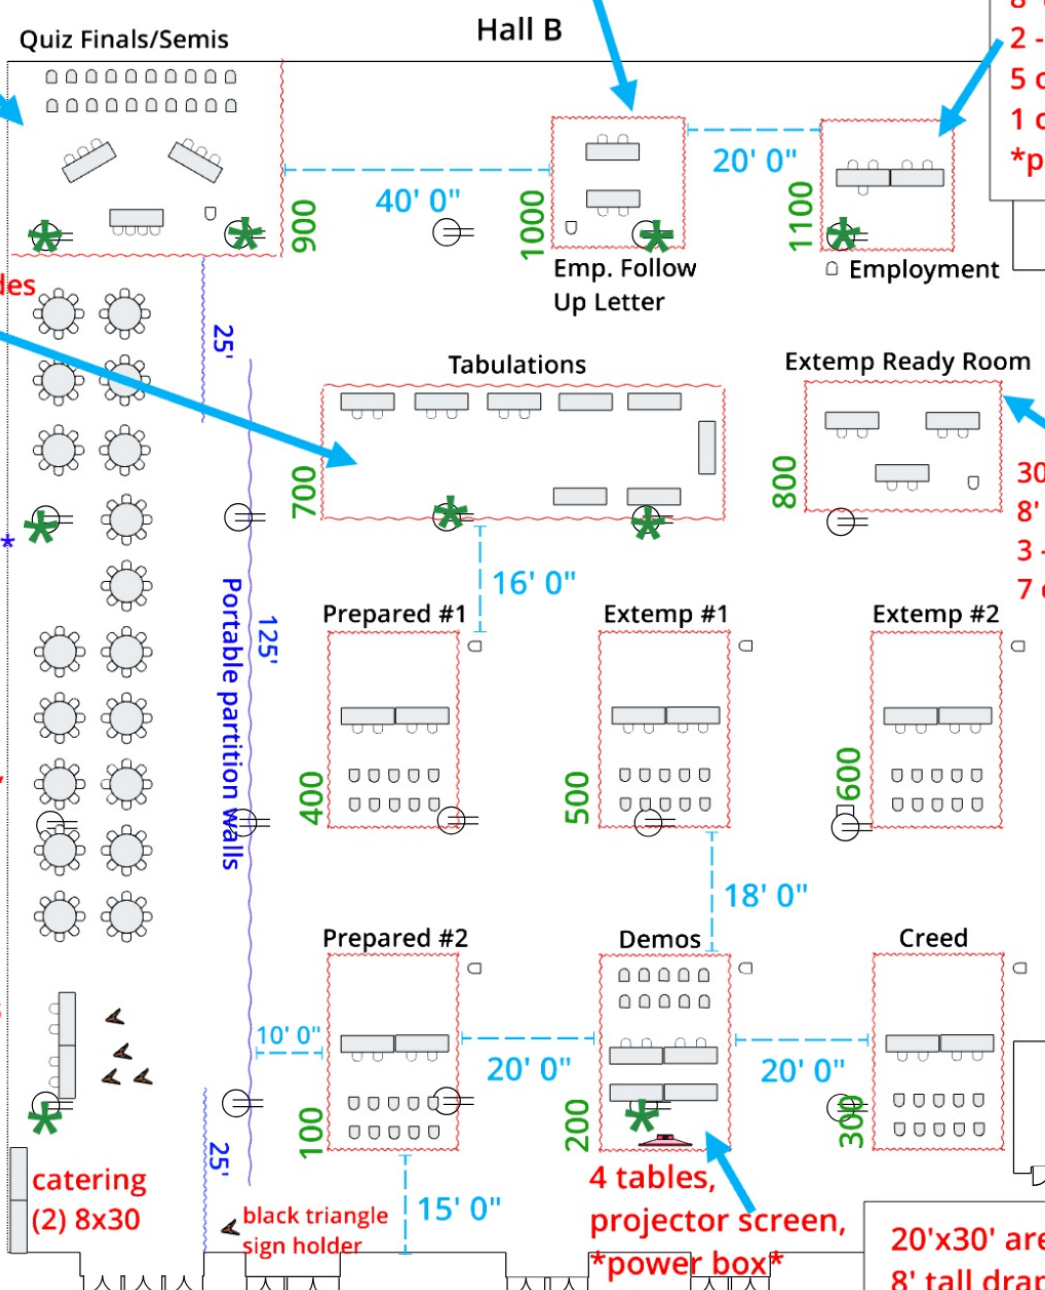 Hall B
Quiz Finals/Semis
2 -
5
1
*p
20' 0"
40' 0"
900
1000
1100
Emp. Follow
Up Letter
Employment
des
25'
Tabulations
Extemp Ready Room
700
800
30
8'
3 -
7
*
16' 0"
Portable partition walls
125'
Prepared #1
Extemp #1
Extemp #2
400
500
600
18' 0"
Prepared #2
Demos
Creed
10' 0"
20' 0"
20' 0"
100
200
300
25'
catering
(2) 8x30
black triangle
sign holder
15' 0"
4 tables,
projector screen,
*power box*
20'x30' are
8' tall drap